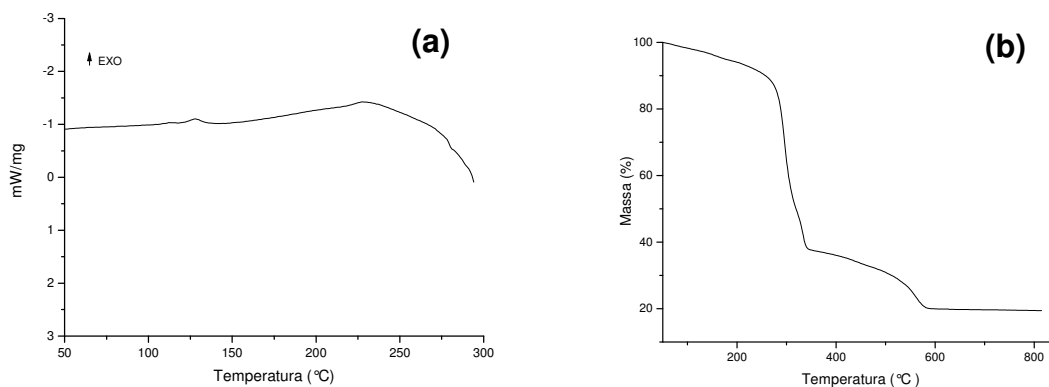 (a)
EXO
-3
-2
-1
0
1
2
3
mW/mg
50 100 150 200 250 300
Temperatura (°C)
(b)
100
80
60
40
20
Massa (%)
200 400 600 800
Temperatura (°C )